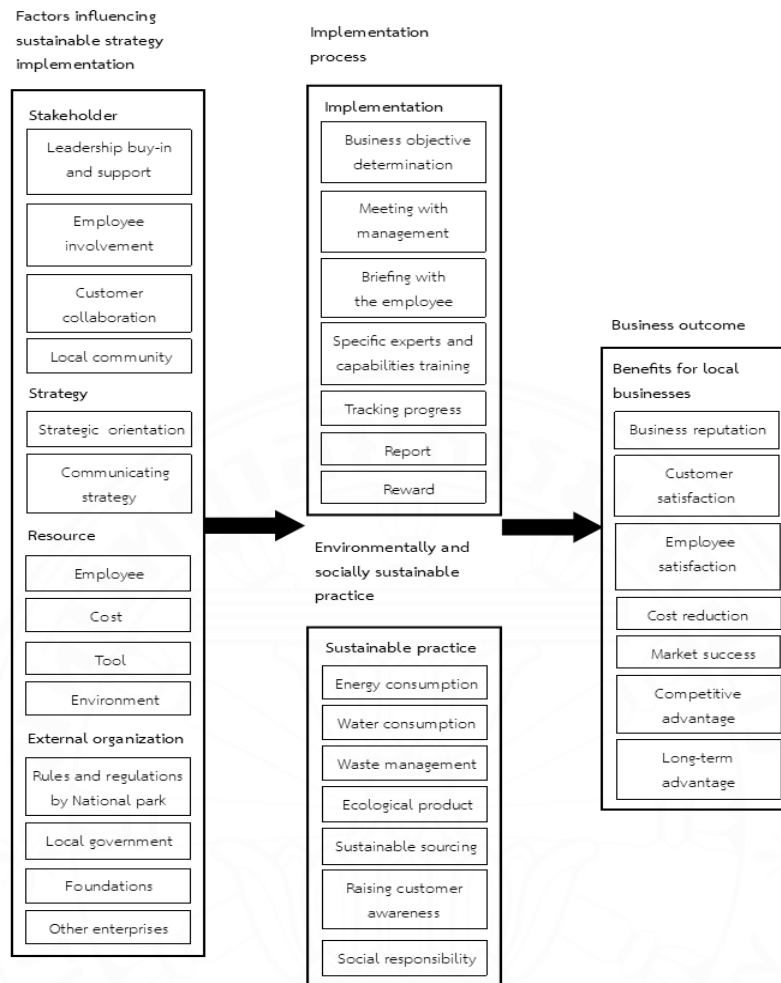 Factors influencing
sustainable strategy
implementation
Stakeholder
Leadership buy-in
and support
Employee
involvement
Customer
collaboration
Local community
Strategy
Strategic orientation
Communicating
strategy
Resource
Employee
Cost
Tool
Environment
External organization
Rules and regulations
by National park
Local government
Foundations
Other enterprises
Implementation
process
Implementation
Business objective
determination
Meeting with
management
Briefing with
the employee
Specific experts and
capabilities training
Tracking progress
Report
Reward
Environmentally and
socially sustainable
practice
Sustainable practice
Energy consumption
Water consumption
Waste management
Ecological product
Sustainable sourcing
Raising customer
awareness
Social responsibility
Business outcome
Benefits for local
businesses
Business reputation
Customer
satisfaction
Employee
satisfaction
Cost reduction
Market success
Competitive
advantage
Long-term
advantage